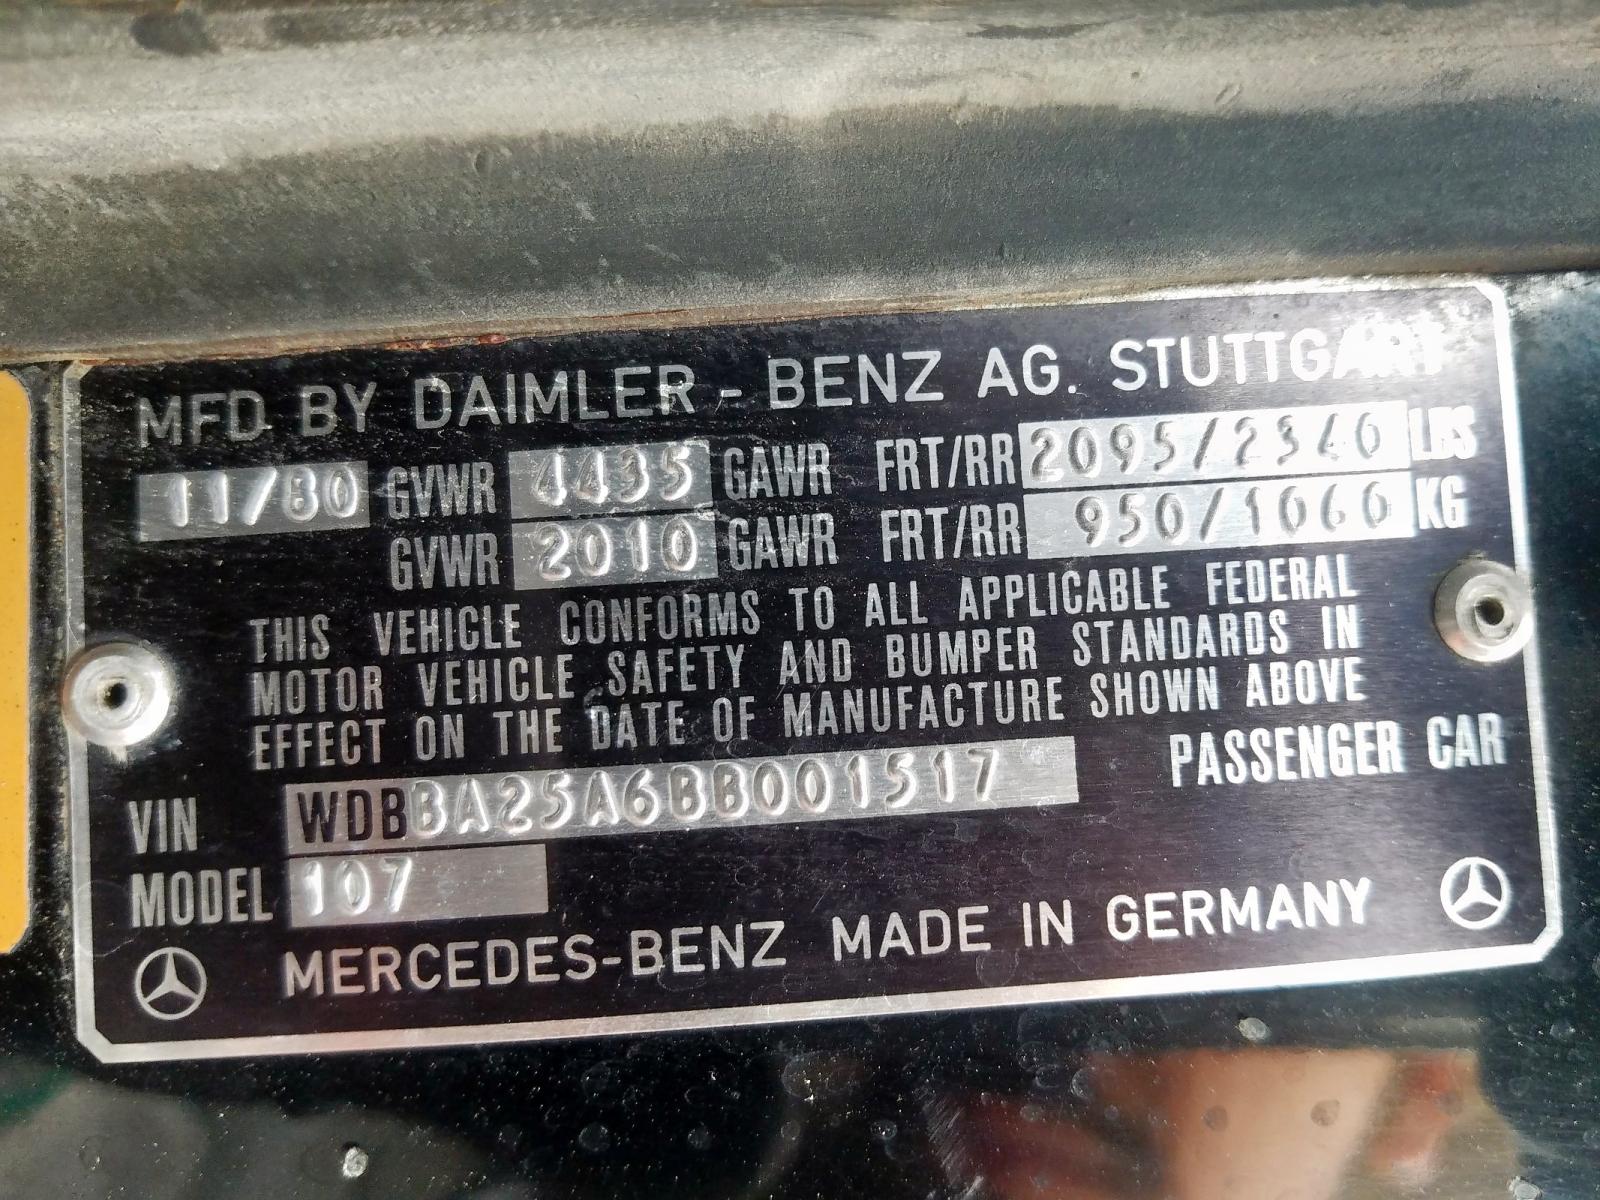 MFD BY DAIMLER - BENZ AG. STUTTGART
11/80 GVWR 4435 GAWR FRT/RR 2095/2340 LBS
GVWR 2010 GAWR FRT/RR 950/1060 KG
THIS VEHICLE CONFORMS TO ALL APPLICABLE FEDERAL
MOTOR VEHICLE SAFETY AND BUMPER STANDARDS IN
EFFECT ON THE DATE OF MANUFACTURE SHOWN ABOVE
VIN WDBBA25A6BB001517 PASSENGER CAR
MODEL 107
MERCEDES-BENZ MADE IN GERMANY